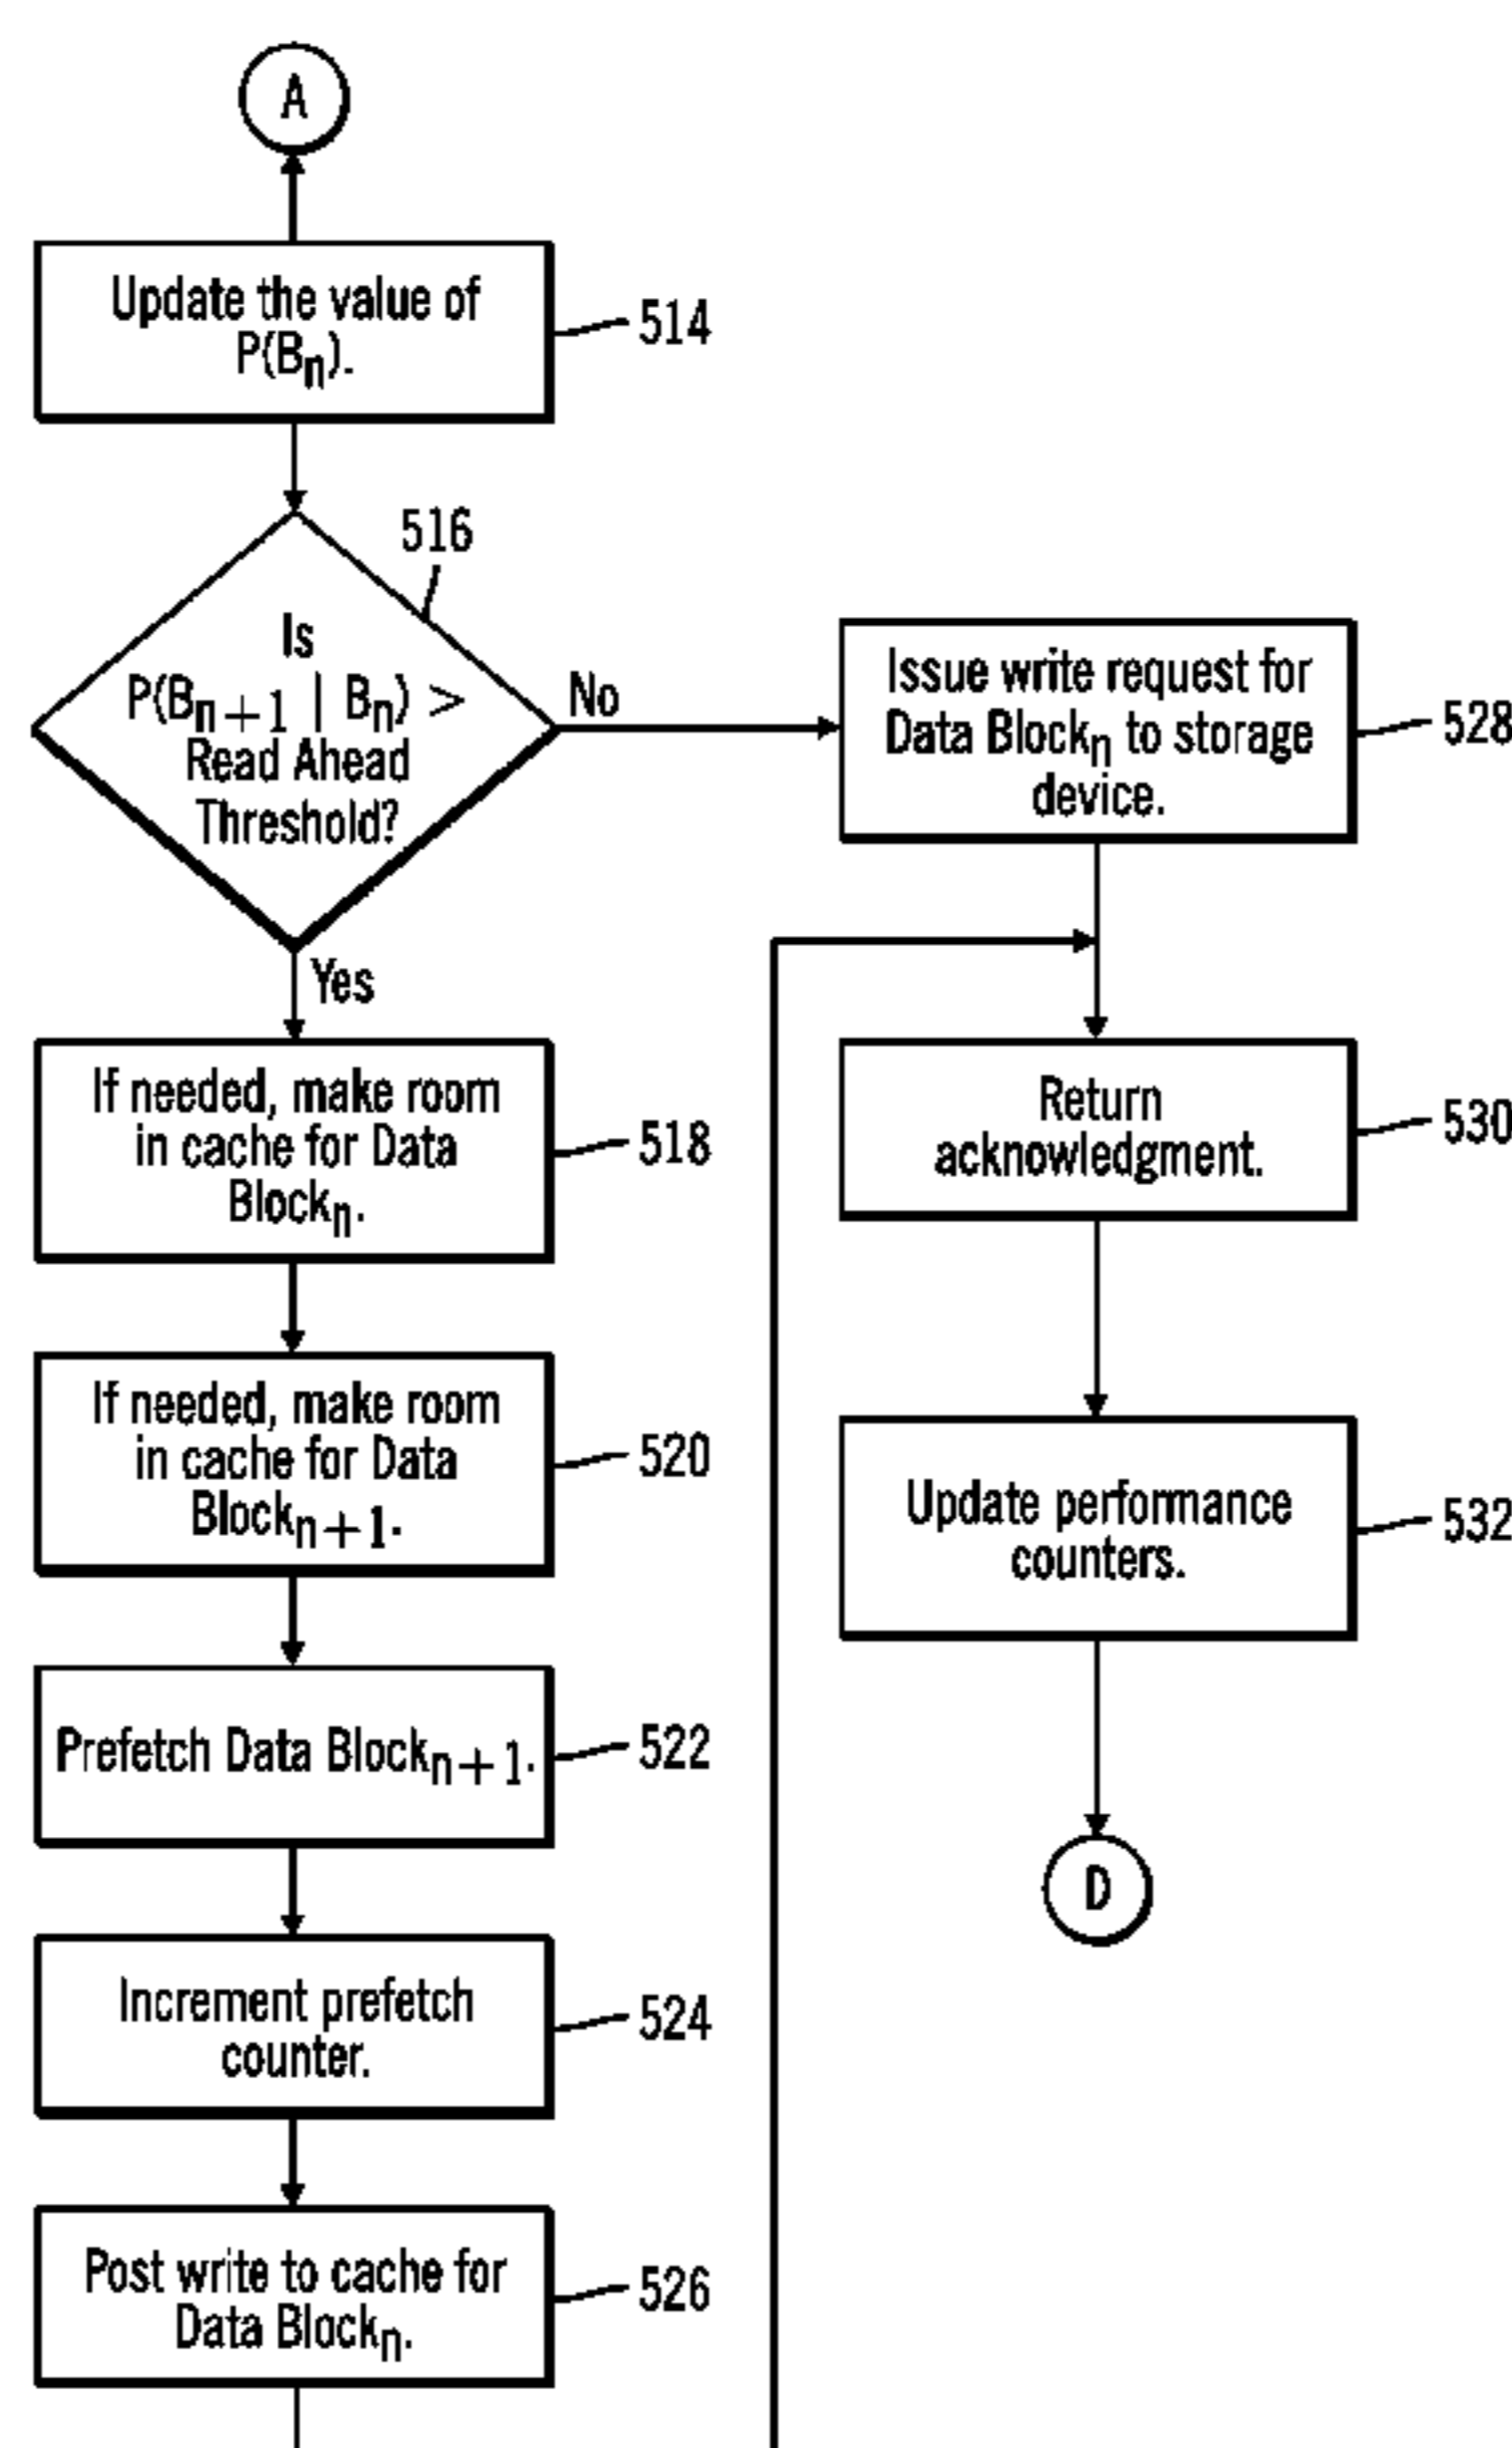 A
Update the value of
P(Bn).
514
516
Is
P(Bn+1 | Bn) >
Read Ahead
Threshold?
No
Yes
Issue write request for
Data Blockn to storage
device.
528
If needed, make room
in cache for Data
Blockn.
518
Return
acknowledgment.
530
If needed, make room
in cache for Data
Blockn+1.
520
Update performance
counters.
532
Prefetch Data Blockn+1.
522
D
Increment prefetch
counter.
524
Post write to cache for
Data Blockn.
526